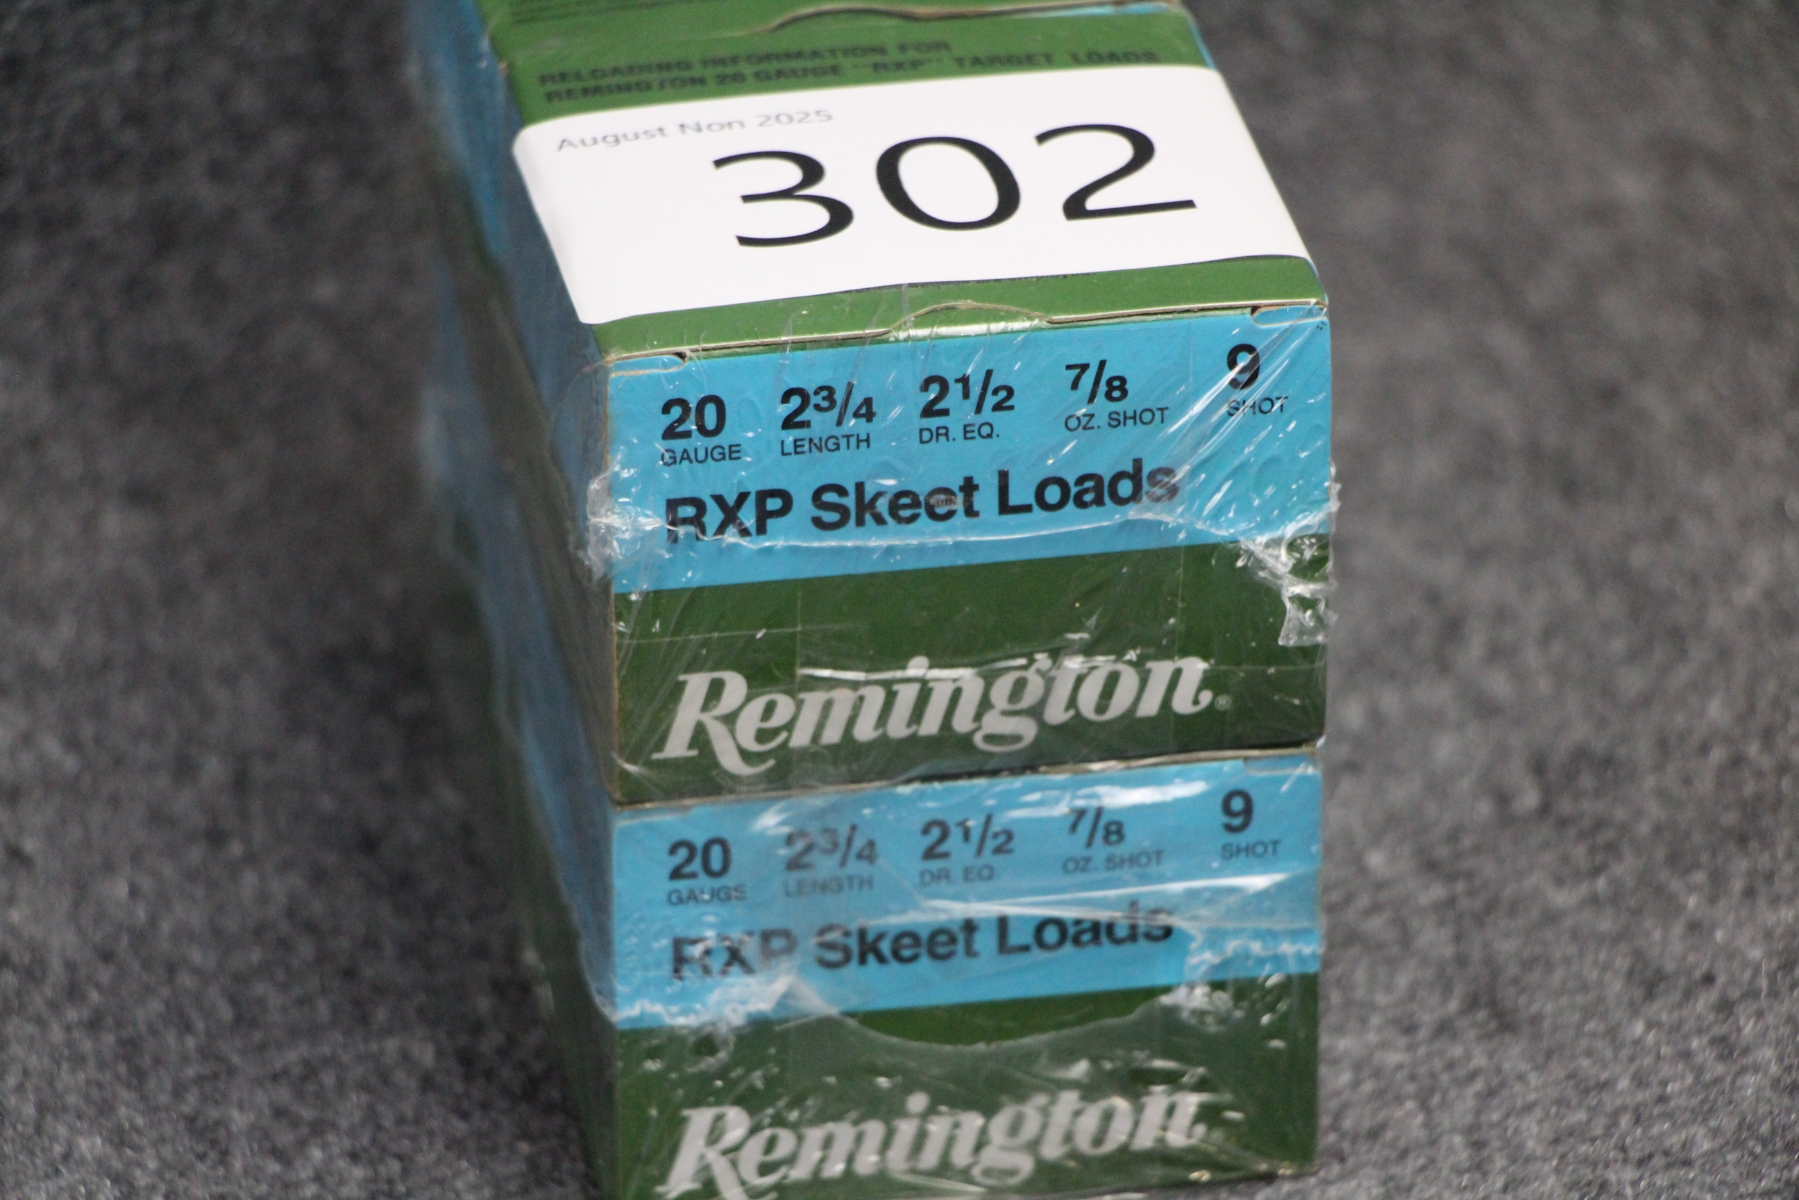 RELOADING INFORMATION FOR
REMINGTON 20 GAUGE "RXP" TARGET LOADS
August Non 2025
302
20 2 3/4 2 1/2 7/8 9
GAUGE LENGTH DR. EQ. OZ. SHOT SHOT
RXP Skeet Loads
Remington®
20 2 3/4 2 1/2 7/8 9
GAUGE LENGTH DR. EQ. OZ. SHOT SHOT
RXP Skeet Loads
Remington